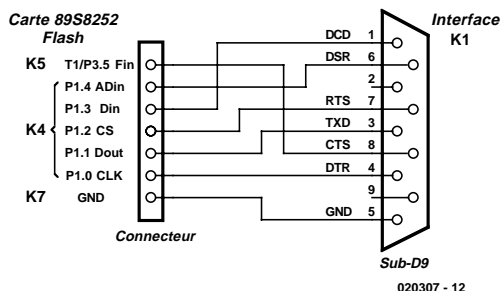 Carte 89S8252
Flash
K5
T1/P3.5 Fin
P1.4 ADin
P1.3 Din
K4
P1.2 CS
P1.1 Dout
P1.0 CLK
K7
GND
Connecteur
DCD 1
DSR 6
2
RTS 7
TXD 3
CTS 8
DTR 4
9
GND 5
Interface
K1
Sub-D9
020307 - 12